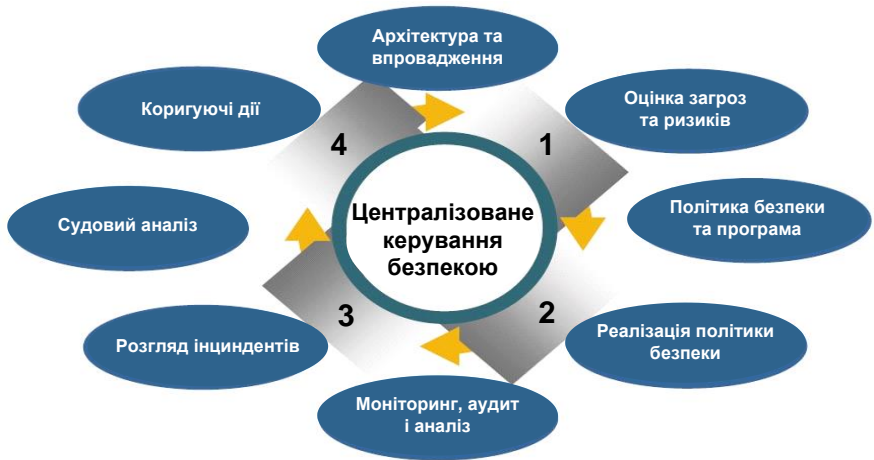 Архітектура та
впровадження
Оцінка загроз
та ризиків
Політика безпеки
та програма
Реалізація політики
безпеки
Моніторинг, аудит
і аналіз
Розгляд інциндентів
Судовий аналіз
Коригуючі дії
1
2
3
4
Централізоване
керування
безпекою